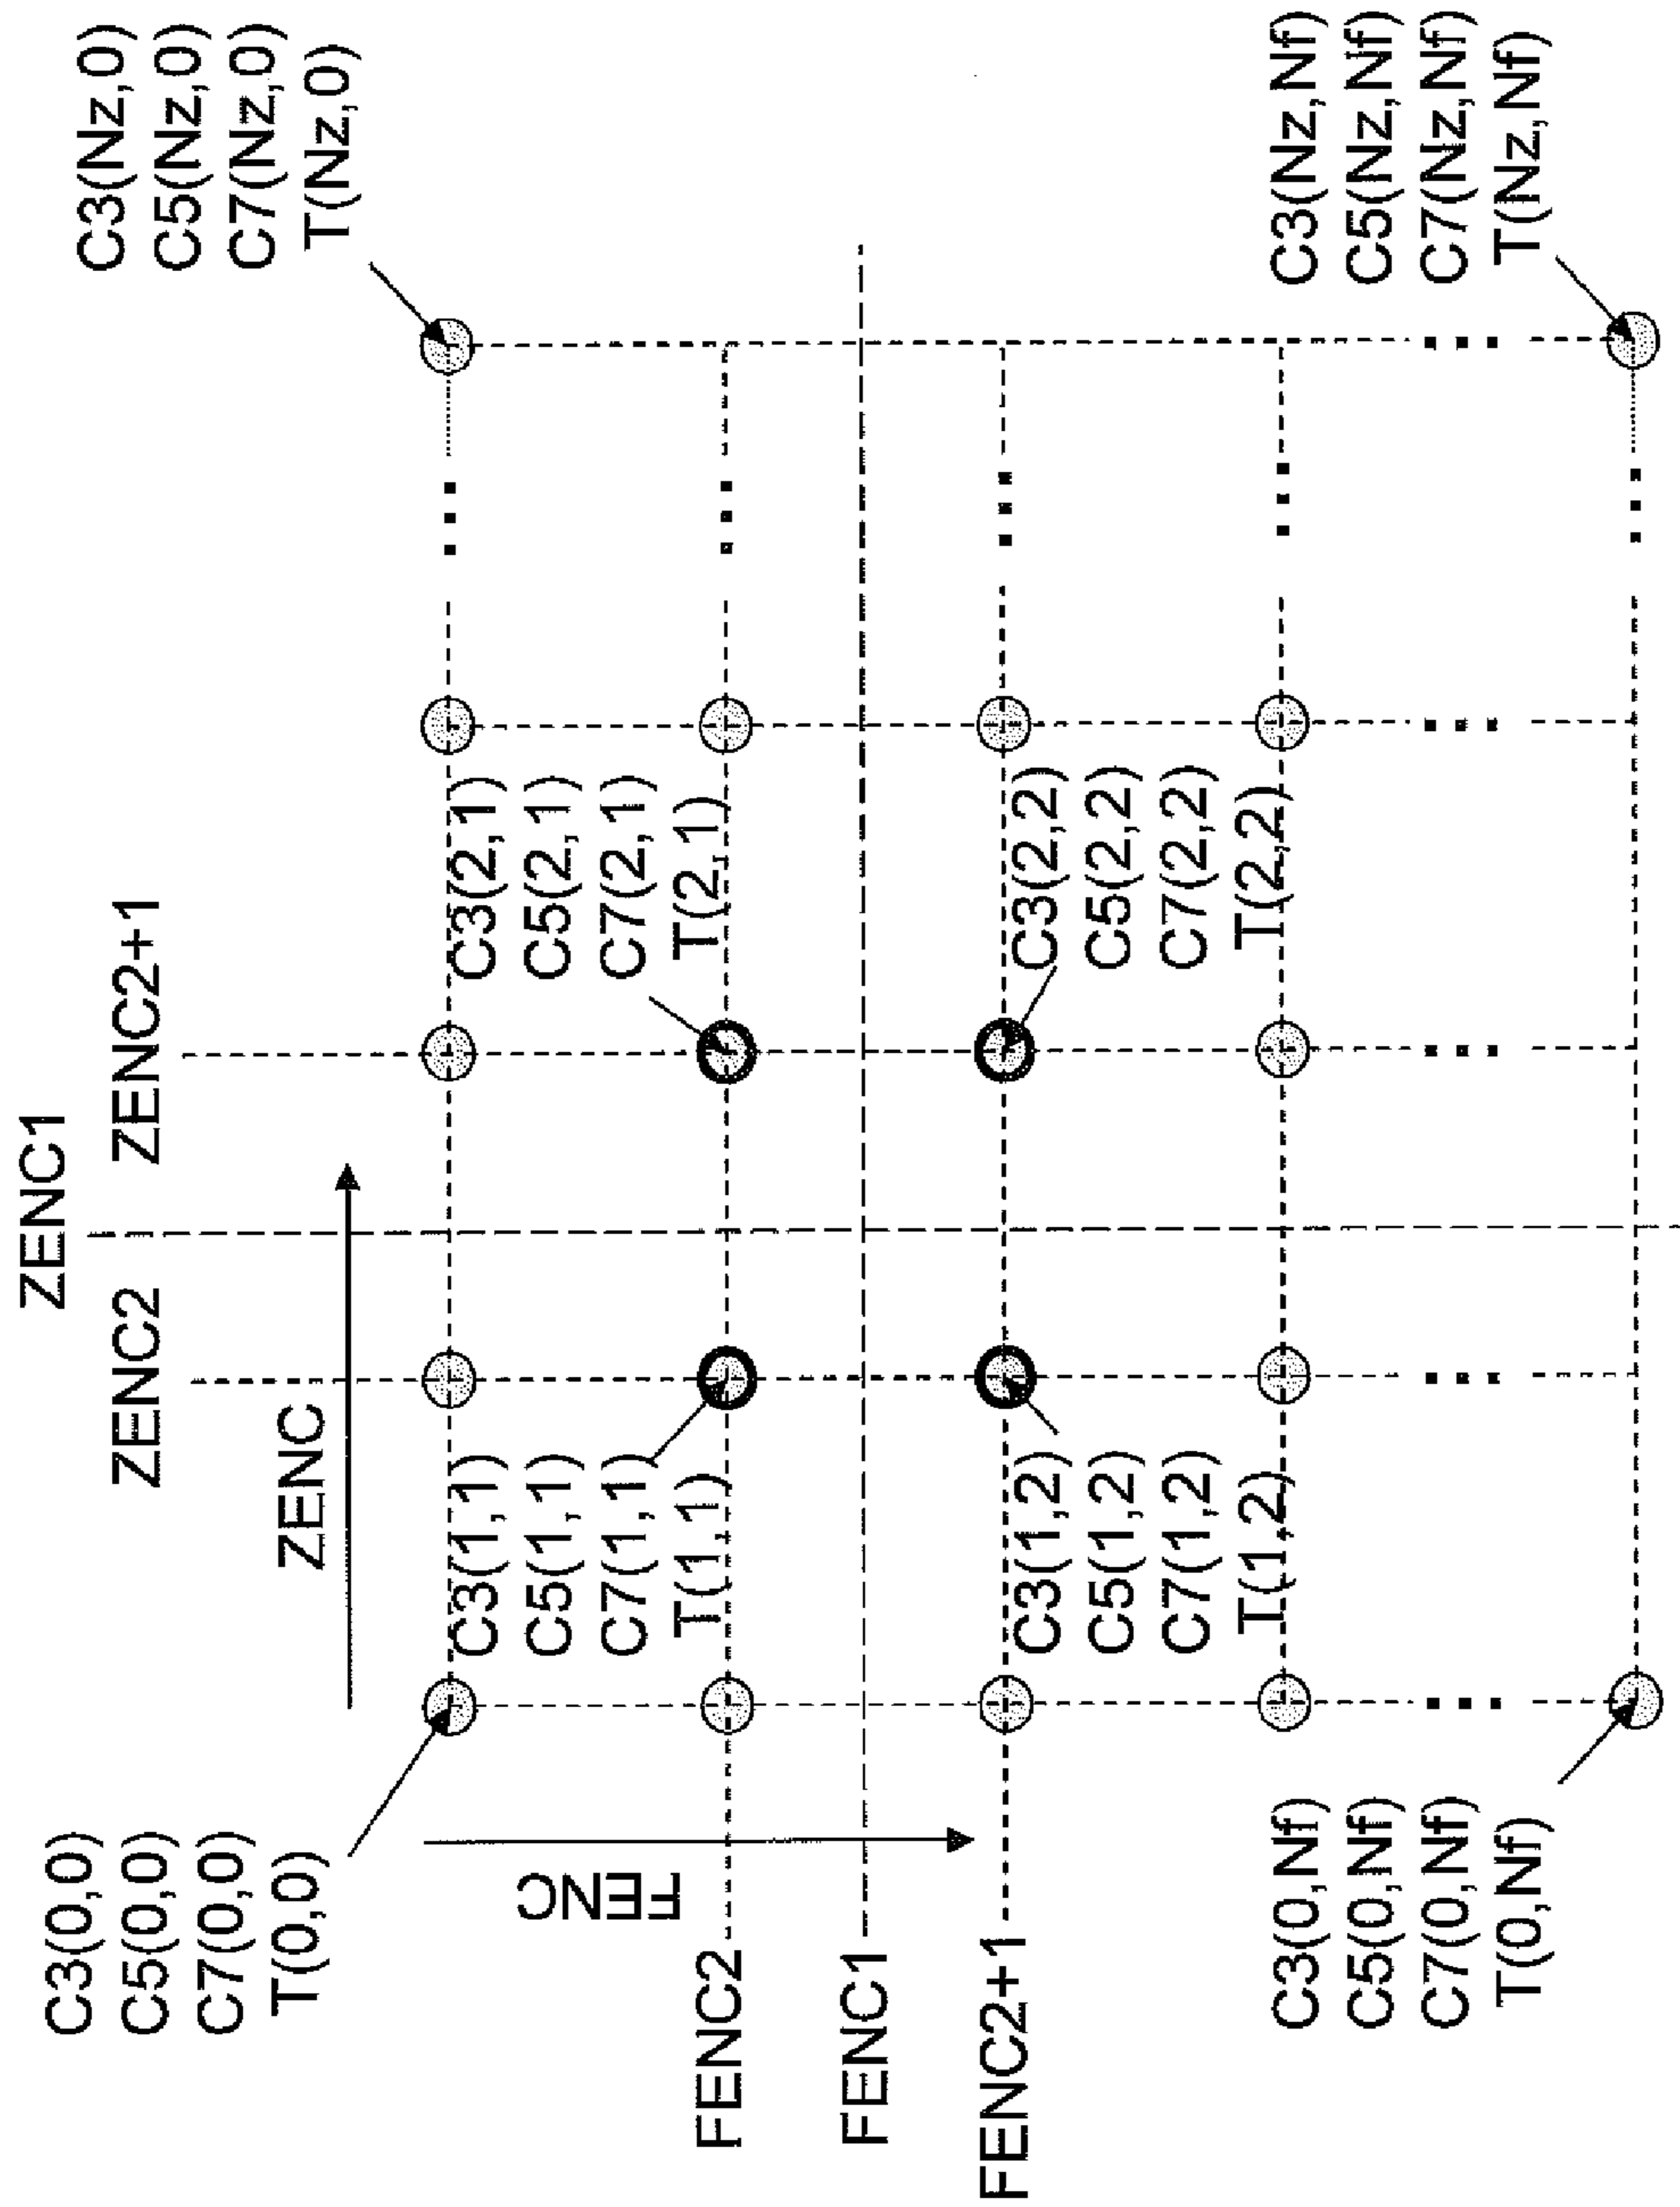 ZENC1
ZENC2
ZENC2+1
ZENC
C3(0,0)
C5(0,0)
C7(0,0)
T(0,0)
C3(Nz,0)
C5(Nz,0)
C7(Nz,0)
T(Nz,0)
FENC
C3(1,1)
C5(1,1)
C7(1,1)
T(1,1)
C3(2,1)
C5(2,1)
C7(2,1)
T(2,1)
FENC2
FENC1
FENC2+1
C3(1,2)
C5(1,2)
C7(1,2)
T(1,2)
C3(2,2)
C5(2,2)
C7(2,2)
T(2,2)
C3(0,Nf)
C5(0,Nf)
C7(0,Nf)
T(0,Nf)
C3(Nz,Nf)
C5(Nz,Nf)
C7(Nz,Nf)
T(Nz,Nf)